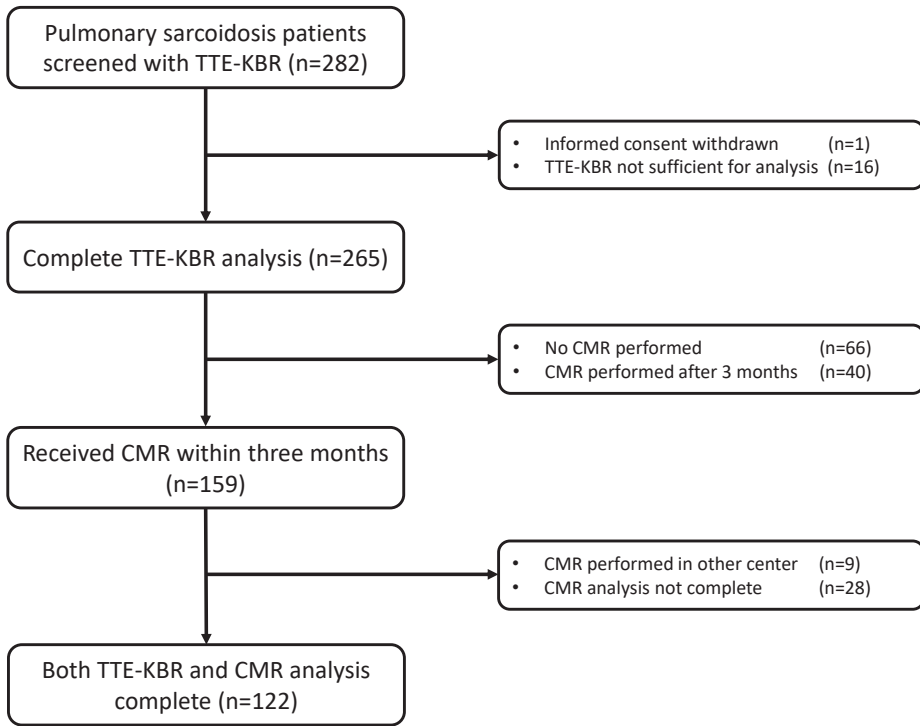 Pulmonary sarcoidosis patients
screened with TTE-KBR (n=282)
• Informed consent withdrawn (n=1)
• TTE-KBR not sufficient for analysis (n=16)
Complete TTE-KBR analysis (n=265)
• No CMR performed (n=66)
• CMR performed after 3 months (n=40)
Received CMR within three months
(n=159)
• CMR performed in other center (n=9)
• CMR analysis not complete (n=28)
Both TTE-KBR and CMR analysis
complete (n=122)